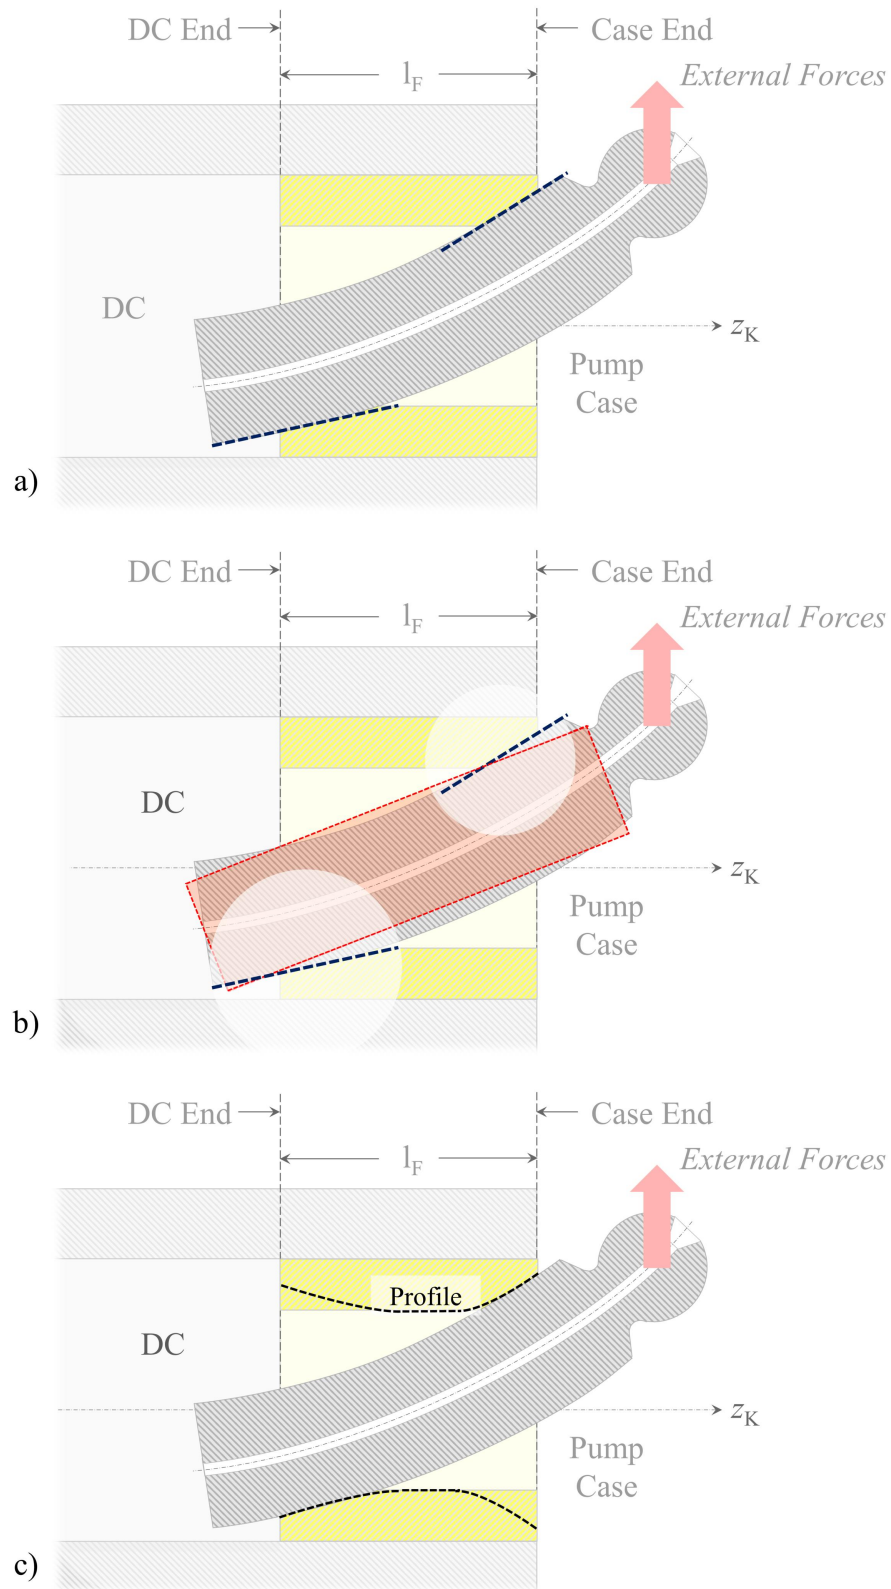 DC End
Case End
l_F
External Forces
DC
z_K
Pump
Case
a)
DC End
Case End
l_F
External Forces
DC
z_K
Pump
Case
b)
DC End
Case End
l_F
External Forces
Profile
DC
z_K
Pump
Case
c)